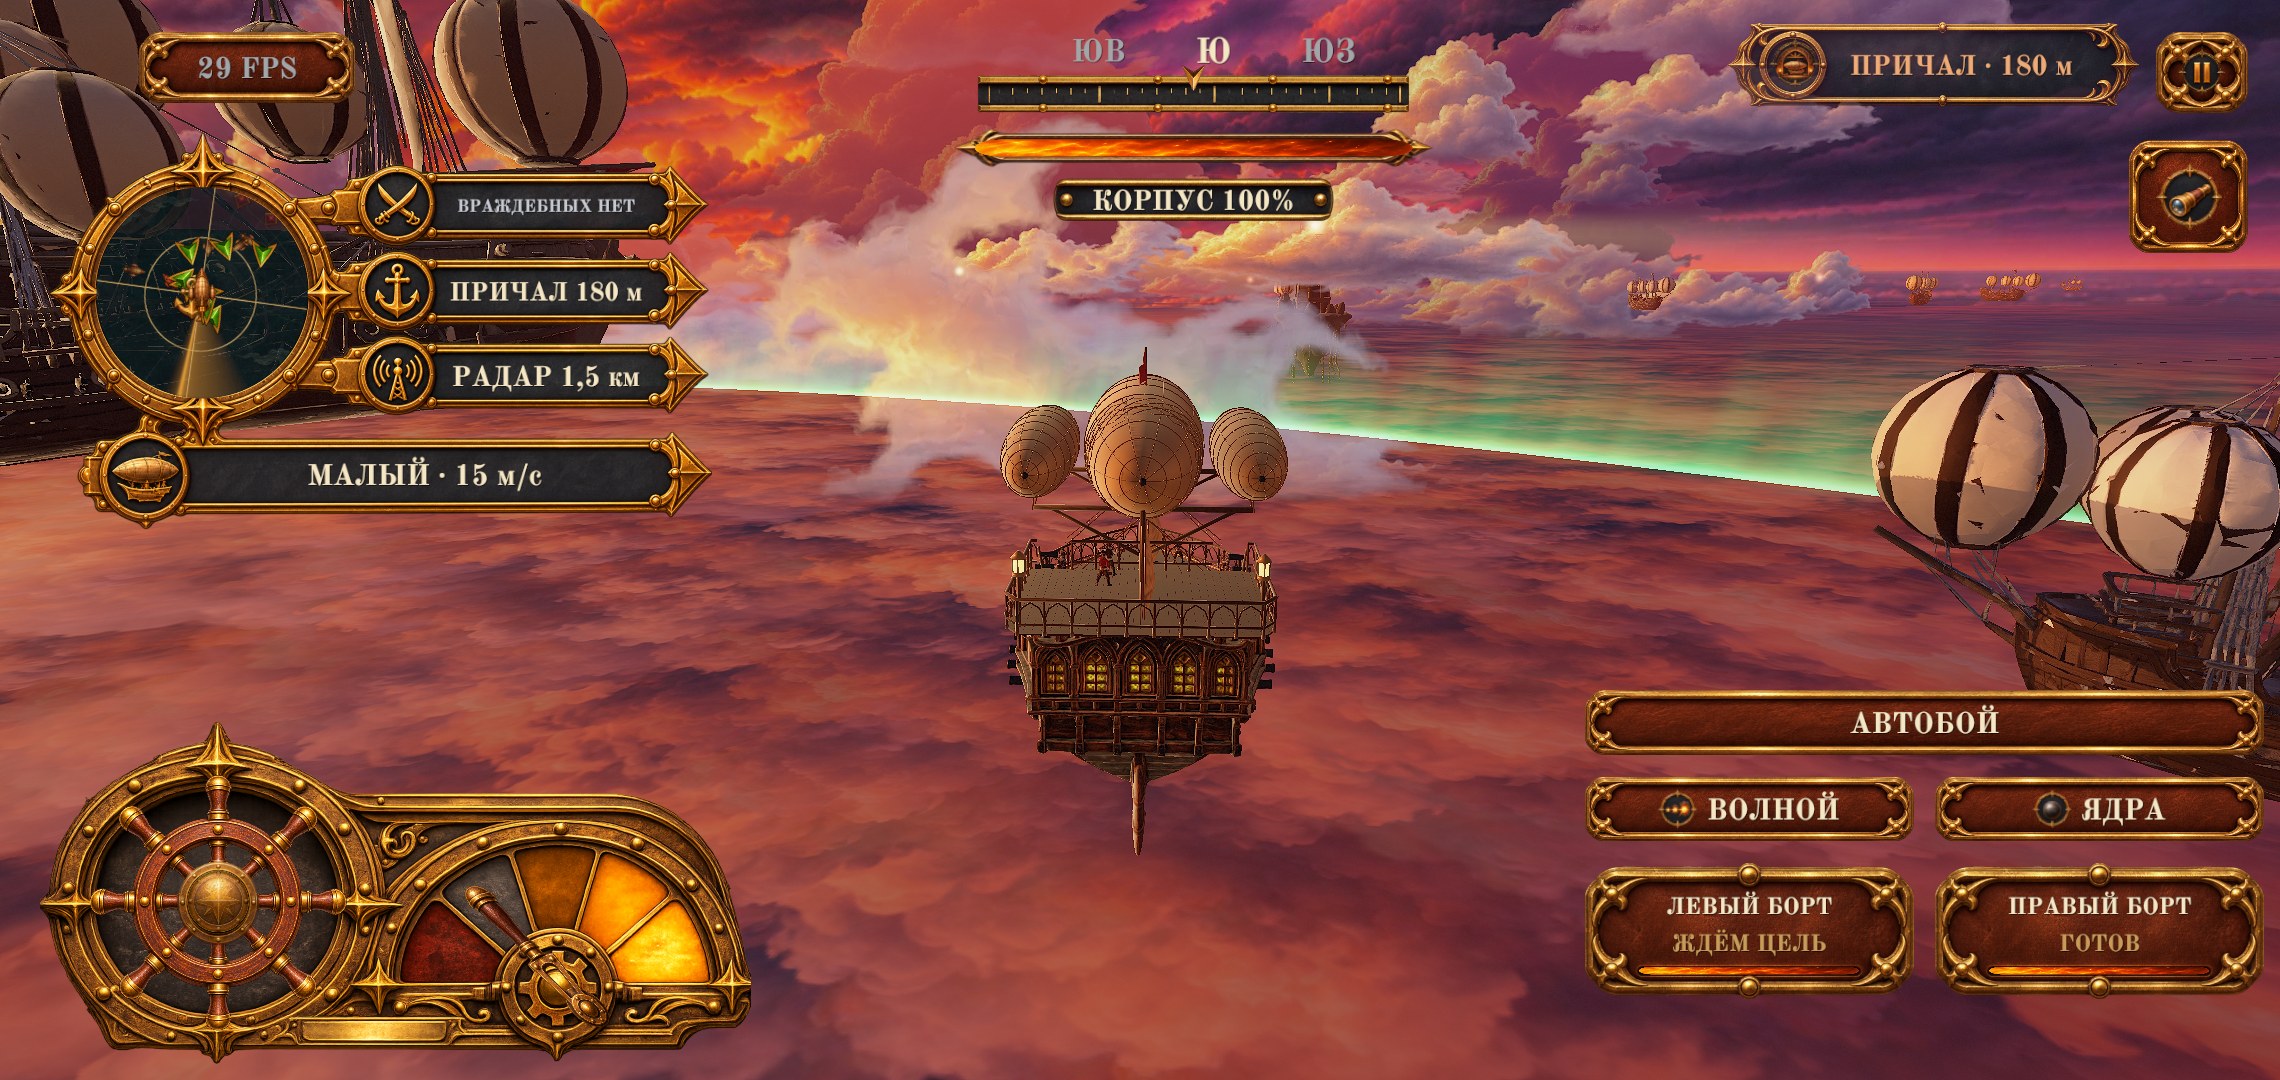 29 FPS
ЮВ Ю ЮЗ
ПРИЧАЛ · 180 м
КОРПУС 100%
ВРАЖДЕБНЫХ НЕТ
ПРИЧАЛ 180 м
РАДАР 1,5 км
МАЛЫЙ · 15 м/с
АВТОБОЙ
ВОЛНОЙ
ЯДРА
ЛЕВЫЙ БОРТ
ЖДЁМ ЦЕЛЬ
ПРАВЫЙ БОРТ
ГОТОВ